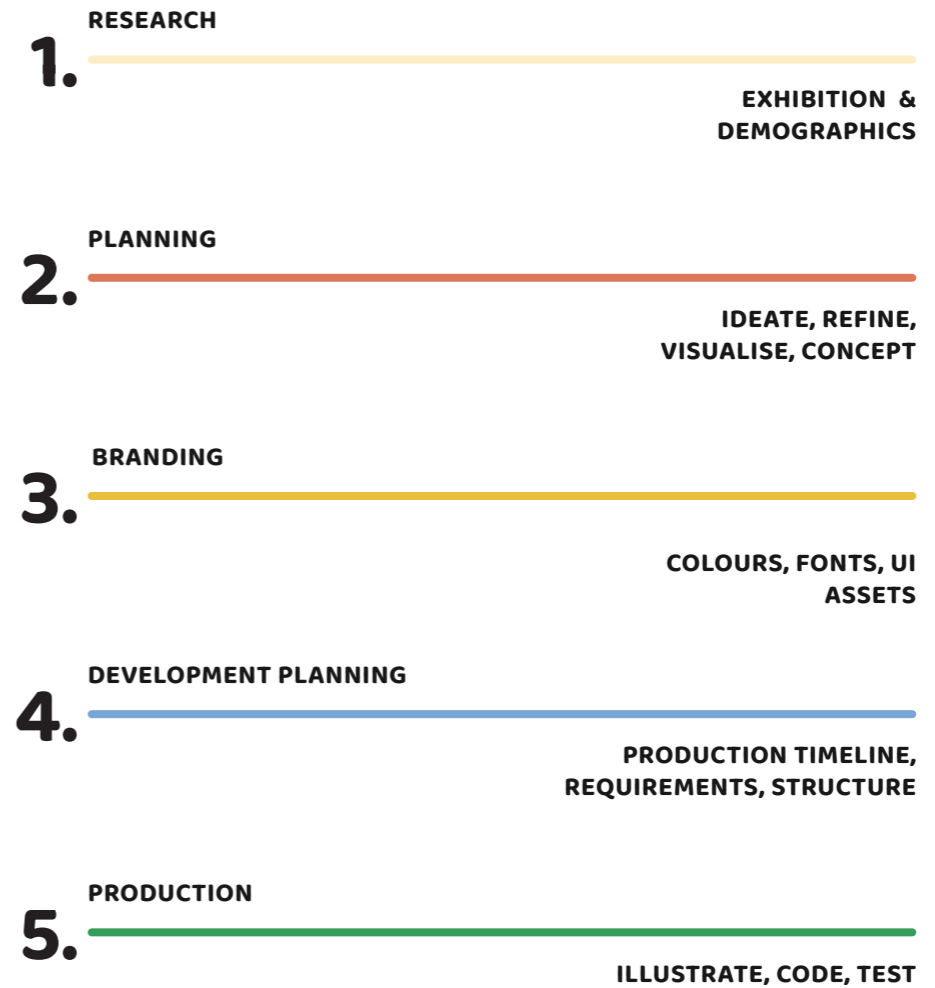 RESEARCH
1.
EXHIBITION &
DEMOGRAPHICS
PLANNING
2.
IDEATE, REFINE,
VISUALISE, CONCEPT
BRANDING
3.
COLOURS, FONTS, UI
ASSETS
DEVELOPMENT PLANNING
4.
PRODUCTION TIMELINE,
REQUIREMENTS, STRUCTURE
PRODUCTION
5.
ILLUSTRATE, CODE, TEST